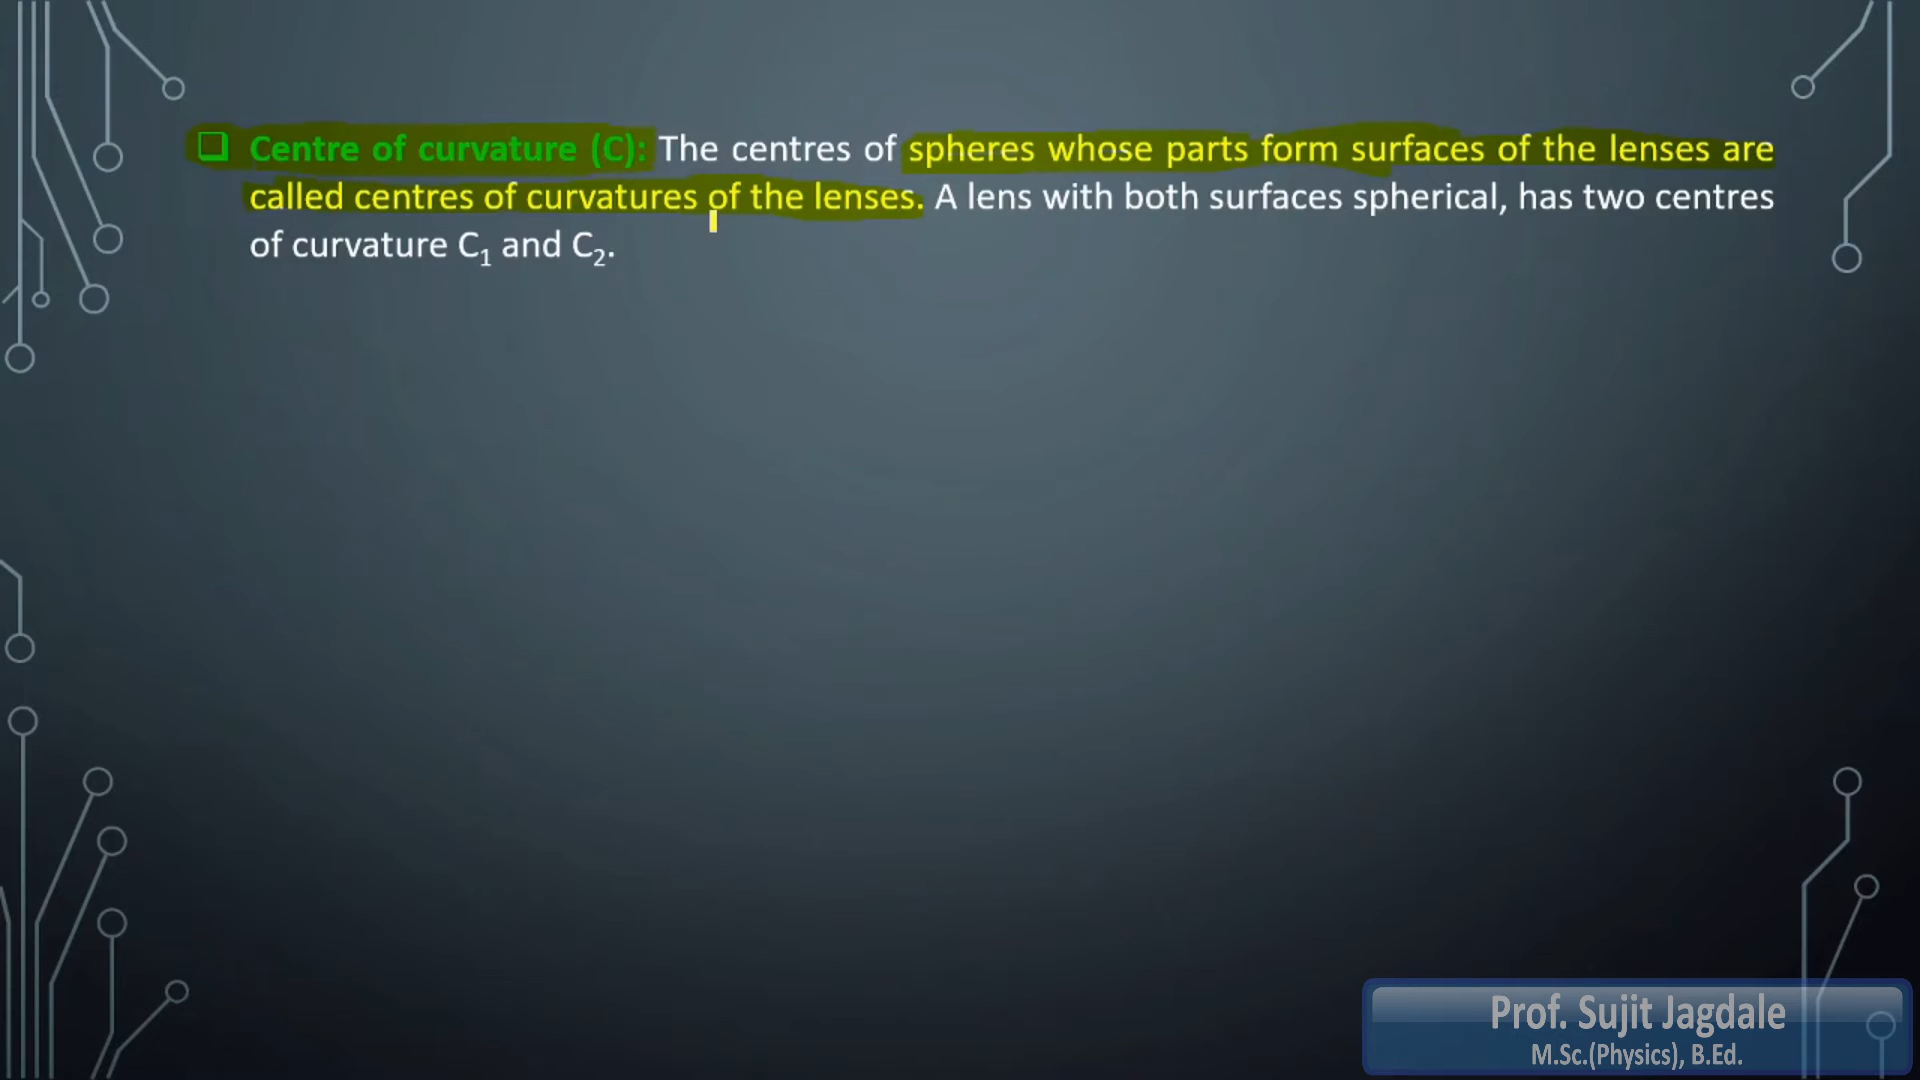 ❑ Centre of curvature (C): The centres of spheres whose parts form surfaces of the lenses are
called centres of curvatures of the lenses. A lens with both surfaces spherical, has two centres
of curvature C₁ and C₂.
Prof. Sujit Jagdale
M.Sc.(Physics), B.Ed.